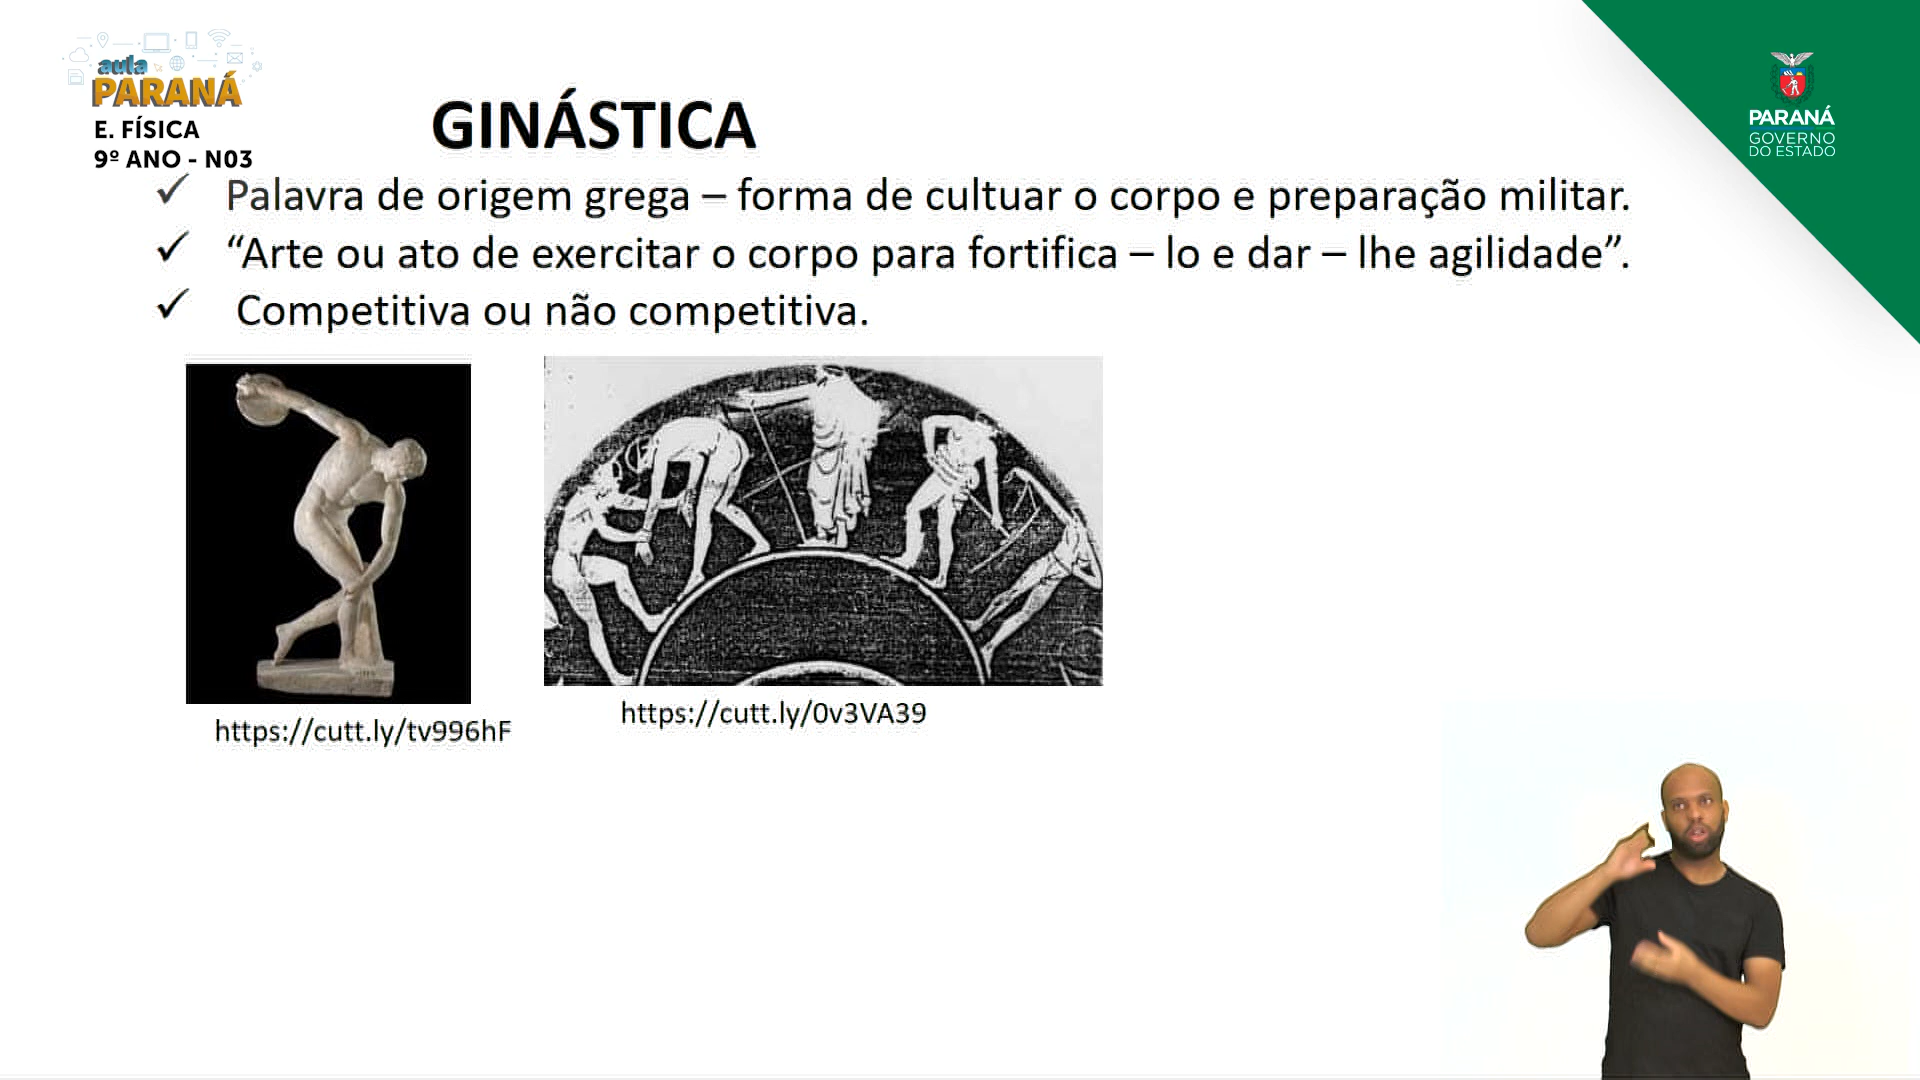 aula
PARANÁ
E. FÍSICA
9º ANO - N03
GINÁSTICA
PARANÁ
GOVERNO
DO ESTADO
✓ Palavra de origem grega – forma de cultuar o corpo e preparação militar.
✓ “Arte ou ato de exercitar o corpo para fortifica – lo e dar – lhe agilidade”.
✓ Competitiva ou não competitiva.
https://cutt.ly/tv996hF
https://cutt.ly/0v3VA39